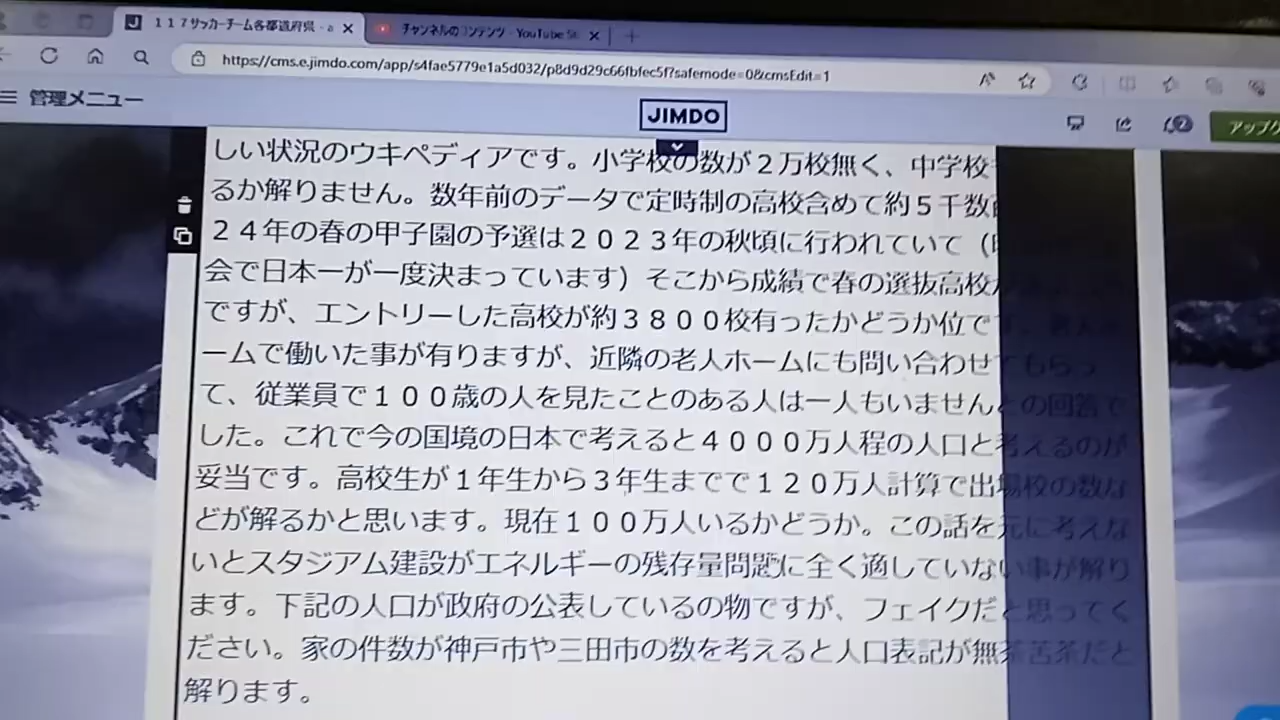 117サッカーチーム各都道府県 - a
チャンネルのコンテンツ - YouTube St
https://cms.e.jimdo.com/app/s4fae5779e1a5d032/p8d9d29c66fbfec5f?safemode=0&cmsEdit=1
管理メニュー
JIMDO
2
アップグ
しい状況のウキペディアです。小学校の数が２万校無く、中学校
るか解りません。数年前のデータで定時制の高校含めて約５千数
２４年の春の甲子園の予選は２０２３年の秋頃に行われていて（
会で日本一が一度決まっています）そこから成績で春の選抜高校
ですが、エントリーした高校が約３８００校有ったかどうか位です。老人ホ
ームで働いた事が有りますが、近隣の老人ホームにも問い合わせてもらっ
て、従業員で１００歳の人を見たことのある人は一人もいませんとの回答で
した。これで今の国境の日本で考えると４０００万人程の人口と考えるのが
妥当です。高校生が１年生から３年生までで１２０万人計算で出場校の数な
どが解るかと思います。現在１００万人いるかどうか。この話を元に考えな
いとスタジアム建設がエネルギーの残存量問題に全く適していない事が解り
ます。下記の人口が政府の公表しているの物ですが、フェイクだと思ってく
ださい。家の件数が神戸市や三田市の数を考えると人口表記が無茶苦茶だと
解ります。